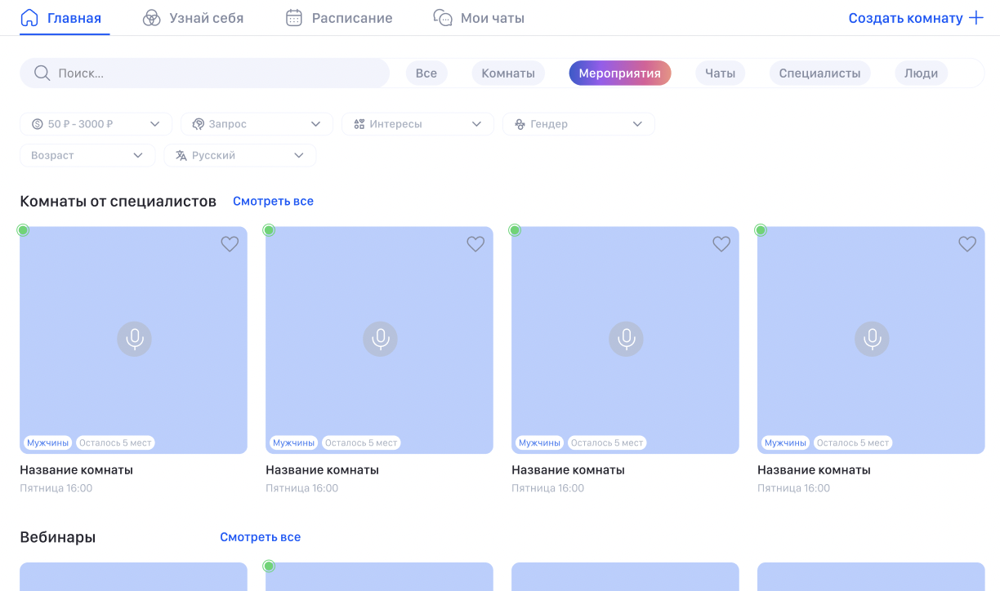 Главная Узнай себя Расписание Мои чаты Создать комнату
Поиск... Все Комнаты Мероприятия Чаты Специалисты Люди
50 ₽ - 3000 ₽ Запрос Интересы Гендер
Возраст Русский
Комнаты от специалистов Смотреть все
Мужчины Осталось 5 мест Мужчины Осталось 5 мест Мужчины Осталось 5 мест Мужчины Осталось 5 мест
Название комнаты Название комнаты Название комнаты Название комнаты
Пятница 16:00 Пятница 16:00 Пятница 16:00 Пятница 16:00
Вебинары Смотреть все